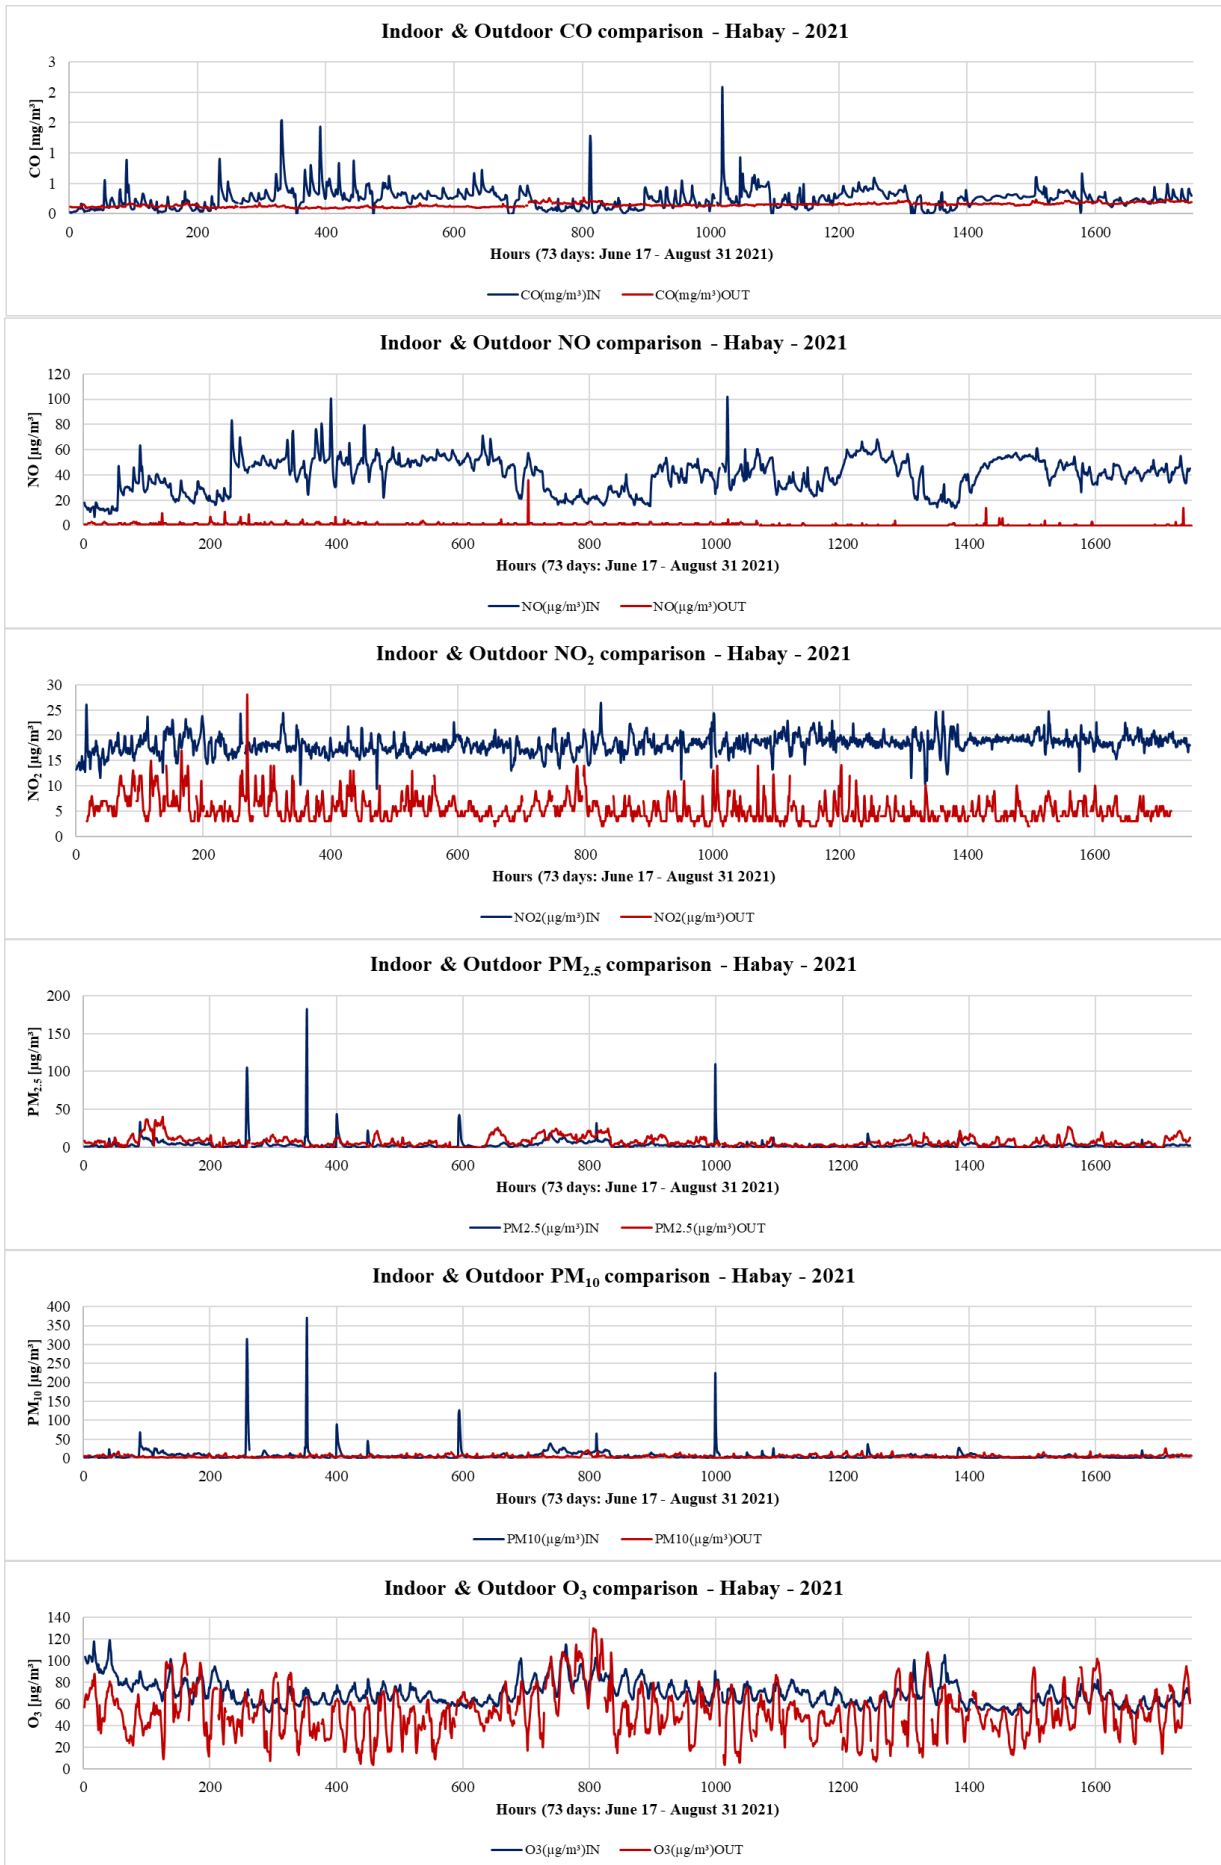 Indoor & Outdoor CO comparison - Habay - 2021
CO [mg/m³]
3
2
2
1
1
0
0 200 400 600 800 1000 1200 1400 1600
Hours (73 days: June 17 - August 31 2021)
CO(mg/m³)IN CO(mg/m³)OUT
Indoor & Outdoor NO comparison - Habay - 2021
NO [µg/m³]
120
100
80
60
40
20
0
0 200 400 600 800 1000 1200 1400 1600
Hours (73 days: June 17 - August 31 2021)
NO(µg/m³)IN NO(µg/m³)OUT
Indoor & Outdoor NO₂ comparison - Habay - 2021
NO₂ [µg/m³]
30
25
20
15
10
5
0
0 200 400 600 800 1000 1200 1400 1600
Hours (73 days: June 17 - August 31 2021)
NO2(µg/m³)IN NO2(µg/m³)OUT
Indoor & Outdoor PM₂.₅ comparison - Habay - 2021
PM₂.₅ [µg/m³]
200
150
100
50
0
0 200 400 600 800 1000 1200 1400 1600
Hours (73 days: June 17 - August 31 2021)
PM2.5(µg/m³)IN PM2.5(µg/m³)OUT
Indoor & Outdoor PM₁₀ comparison - Habay - 2021
PM₁₀ [µg/m³]
400
350
300
250
200
150
100
50
0
0 200 400 600 800 1000 1200 1400 1600
Hours (73 days: June 17 - August 31 2021)
PM10(µg/m³)IN PM10(µg/m³)OUT
Indoor & Outdoor O₃ comparison - Habay - 2021
O₃ [µg/m³]
140
120
100
80
60
40
20
0
0 200 400 600 800 1000 1200 1400 1600
Hours (73 days: June 17 - August 31 2021)
O3(µg/m³)IN O3(µg/m³)OUT